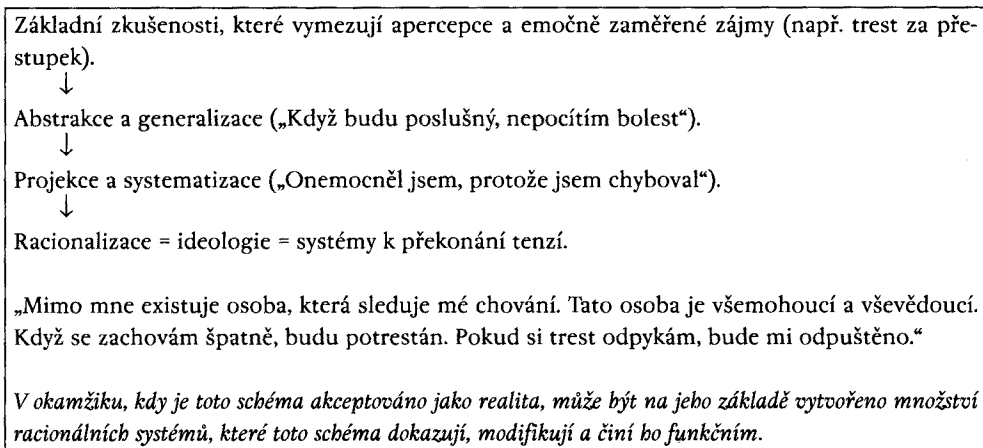 Základní zkušenosti, které vymezují apercepce a emočně zaměřené zájmy (např. trest za pře-
stupek).
↓
Abstrakce a generalizace („Když budu poslušný, nepocítím bolest“).
↓
Projekce a systematizace („Onemocněl jsem, protože jsem chyboval“).
↓
Racionalizace = ideologie = systémy k překonání tenzí.
„Mimo mne existuje osoba, která sleduje mé chování. Tato osoba je všemohoucí a vševědoucí.
Když se zachovám špatně, budu potrestán. Pokud si trest odpykám, bude mi odpuštěno.“
V okamžiku, kdy je toto schéma akceptováno jako realita, může být na jeho základě vytvořeno množství
racionálních systémů, které toto schéma dokazují, modifikují a činí ho funkčním.